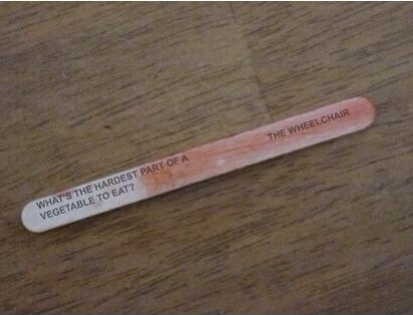 WHAT'S THE HARDEST PART OF A
VEGETABLE TO EAT?
THE WHEELCHAIR